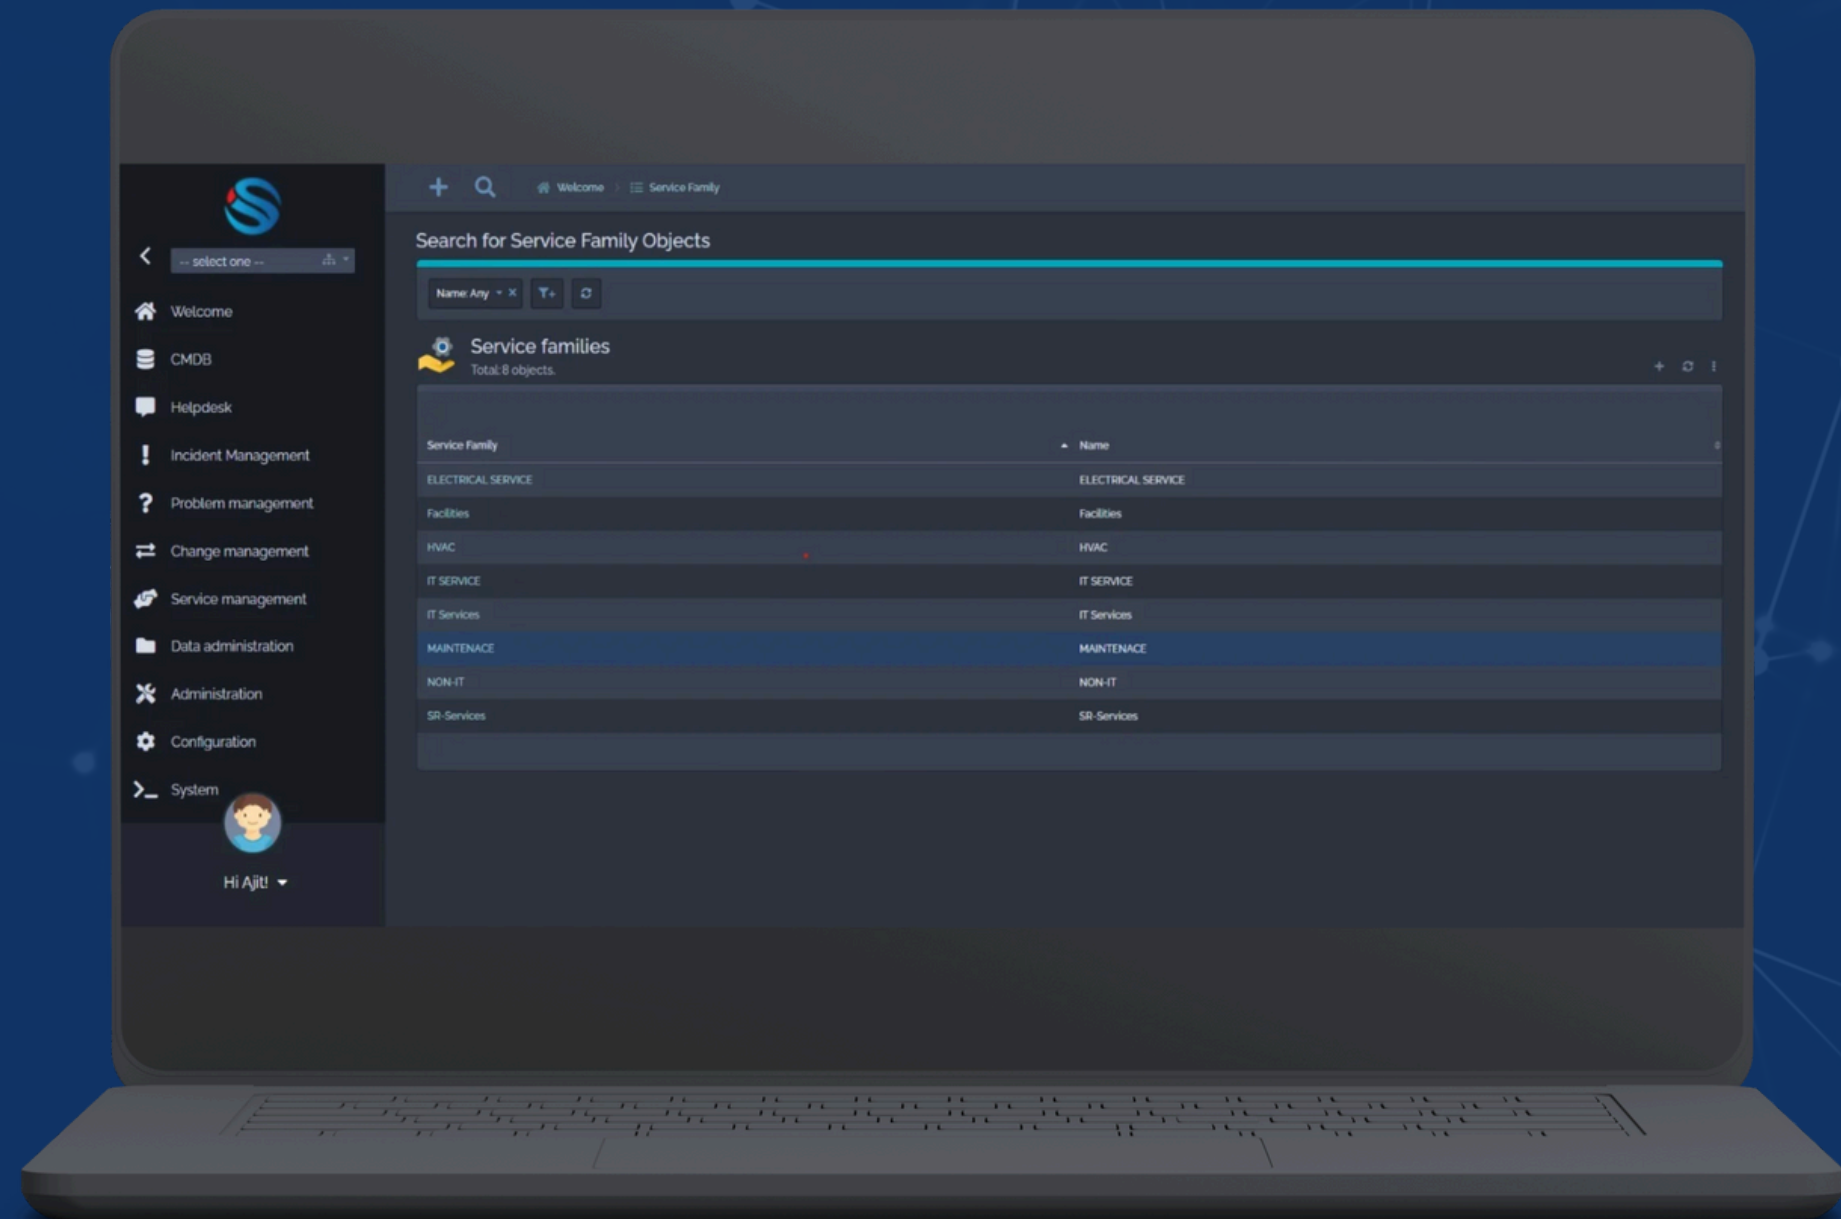 Welcome
Service Family
-- select one --
Welcome
CMDB
Helpdesk
Incident Management
Problem management
Change management
Service management
Data administration
Administration
Configuration
System
Hi Ajit!
Search for Service Family Objects
Name: Any
Service families
Total: 8 objects.
Service Family Name
ELECTRICAL SERVICE ELECTRICAL SERVICE
Facilities Facilities
HVAC HVAC
IT SERVICE IT SERVICE
IT Services IT Services
MAINTENACE MAINTENACE
NON-IT NON-IT
SR-Services SR-Services